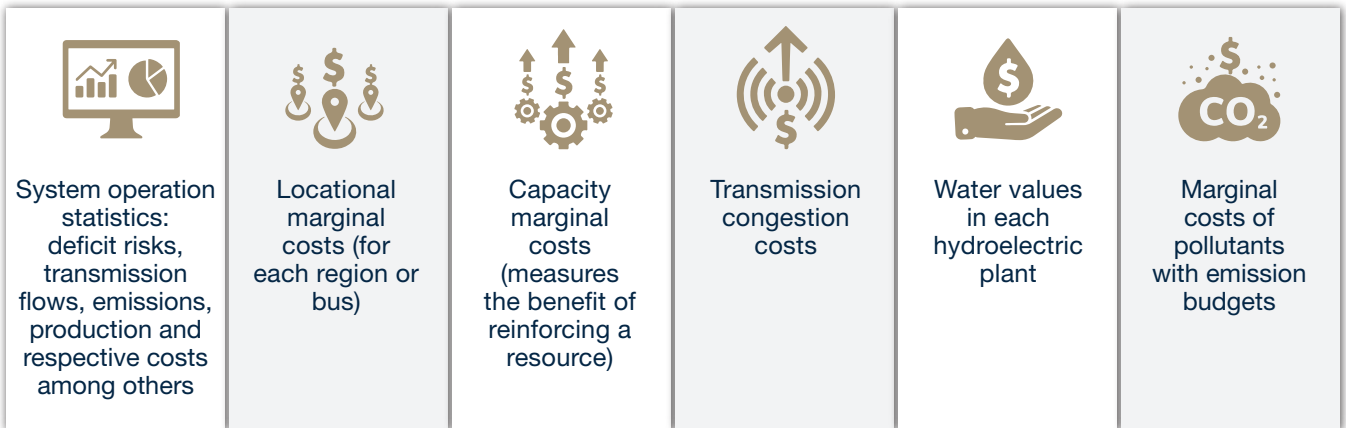 $ $ $
$ $ $
$
$
$
CO2
System operation
statistics:
deficit risks,
transmission
flows, emissions,
production and
respective costs
among others
Locational
marginal
costs (for
each region or
bus)
Capacity
marginal
costs
(measures
the benefit of
reinforcing a
resource)
Transmission
congestion
costs
Water values
in each
hydroelectric
plant
Marginal
costs of
pollutants
with emission
budgets